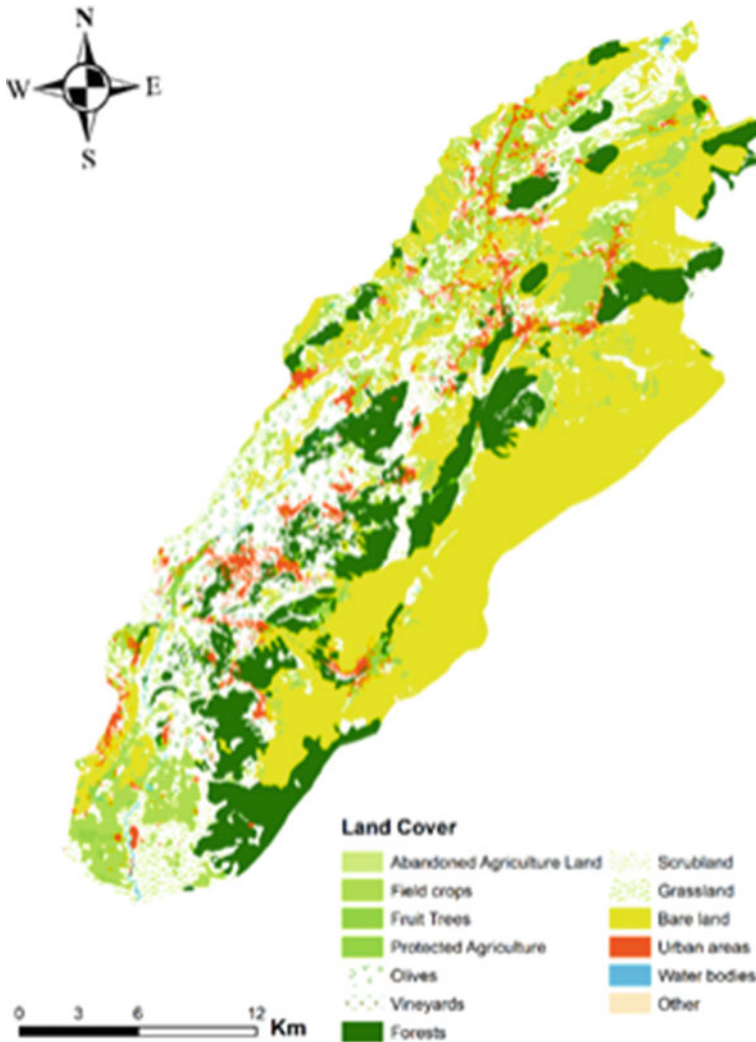 N
W E
S
Land Cover
Abandoned Agriculture Land
Field crops
Fruit Trees
Protected Agriculture
Olives
Vineyards
Forests
Scrubland
Grassland
Bare land
Urban areas
Water bodies
Other
0 3 6 12 Km